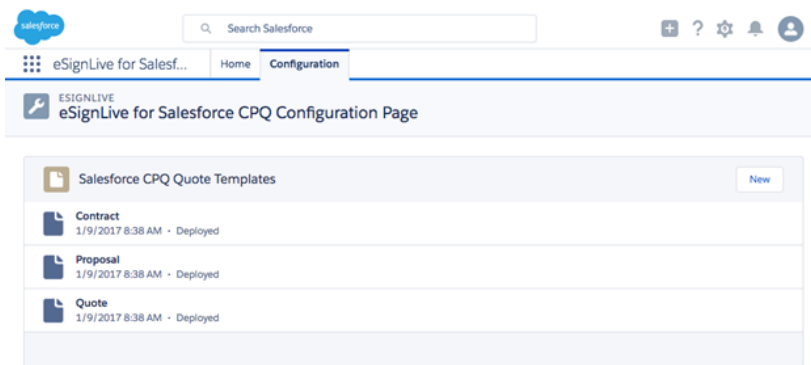 salesforce
Search Salesforce
eSignLive for Salesf...
Home
Configuration
ESIGNLIVE
eSignLive for Salesforce CPQ Configuration Page
Salesforce CPQ Quote Templates
New
Contract
1/9/2017 8:38 AM • Deployed
Proposal
1/9/2017 8:38 AM • Deployed
Quote
1/9/2017 8:38 AM • Deployed